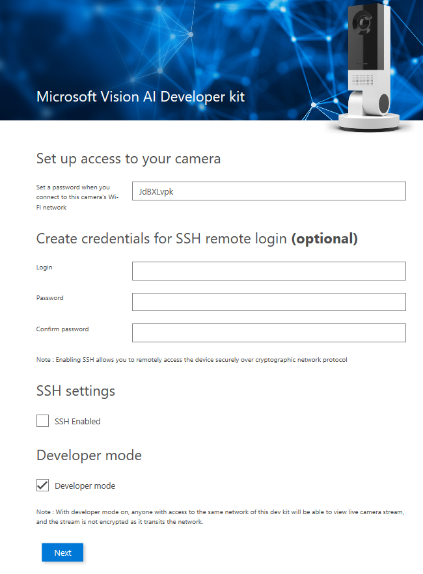 Microsoft Vision AI Developer kit
Set up access to your camera
Set a password when you
connect to this camera's Wi-
Fi network
JdBXLvpk
Create credentials for SSH remote login (optional)
Login
Password
Confirm password
Note : Enabling SSH allows you to remotely access the device securely over cryptographic network protocol
SSH settings
SSH Enabled
Developer mode
Developer mode
Note : With developer mode on, anyone with access to the same network of this dev kit will be able to view live camera stream,
and the stream is not encrypted as it transits the network.
Next